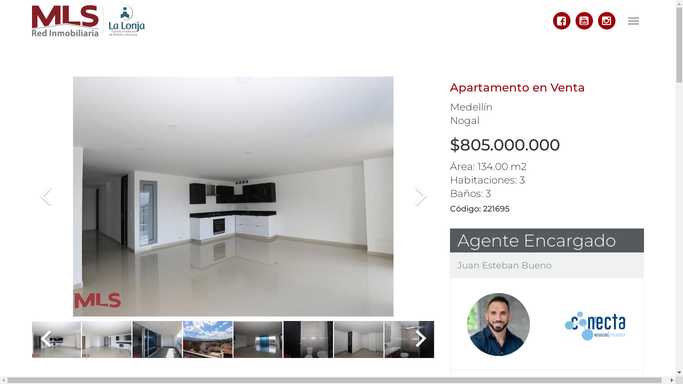 MLS
Red Inmobiliaria
La Lonja
Apartamento en Venta
Medellín
Nogal
$805.000.000
Área: 134.00 m2
Habitaciones: 3
Baños: 3
Código: 221695
MLS
Agente Encargado
Juan Esteban Bueno
conecta